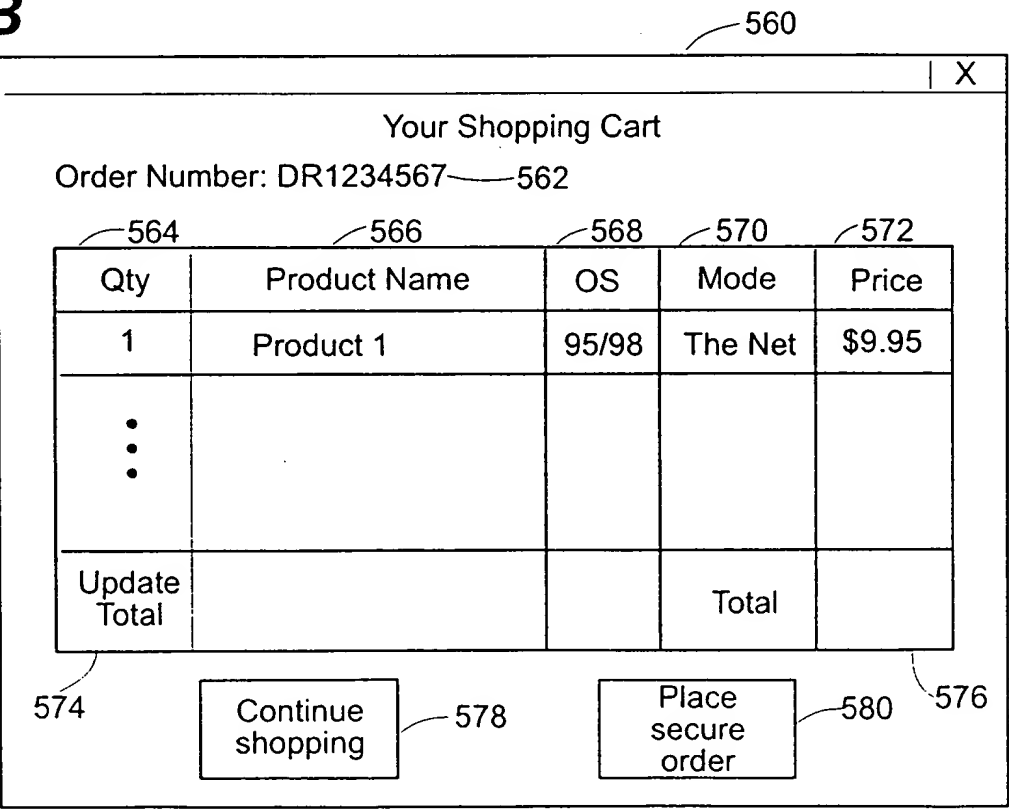 560
X
Your Shopping Cart
Order Number: DR1234567 562
564 566 568 570 572
Qty Product Name OS Mode Price
1 Product 1 95/98 The Net $9.95
Update
Total
Total
574
576
Continue
shopping
578
Place
secure
order
580